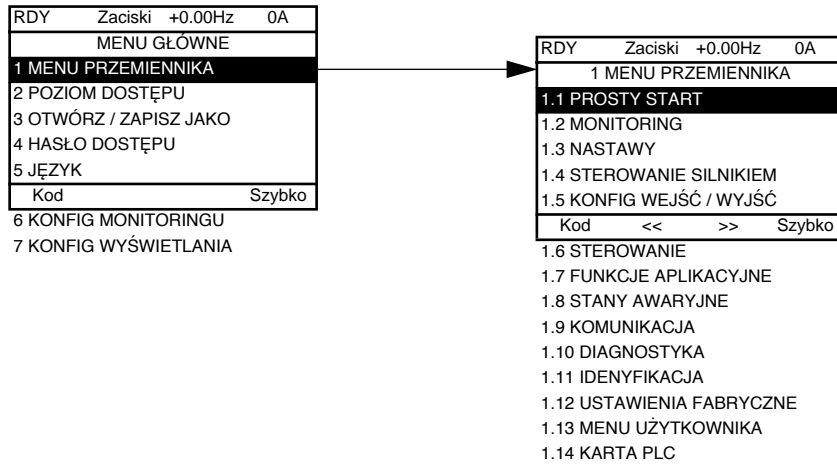 RDY Zaciski +0.00Hz 0A
MENU GŁÓWNE
1 MENU PRZEMIENNIKA
2 POZIOM DOSTĘPU
3 OTWÓRZ / ZAPISZ JAKO
4 HASŁO DOSTĘPU
5 JĘZYK
Kod Szybko
6 KONFIG MONITORINGU
7 KONFIG WYŚWIETLANIA
RDY Zaciski +0.00Hz 0A
1 MENU PRZEMIENNIKA
1.1 PROSTY START
1.2 MONITORING
1.3 NASTAWY
1.4 STEROWANIE SILNIKIEM
1.5 KONFIG WEJŚĆ / WYJŚĆ
Kod << >> Szybko
1.6 STEROWANIE
1.7 FUNKCJE APLIKACYJNE
1.8 STANY AWARYJNE
1.9 KOMUNIKACJA
1.10 DIAGNOSTYKA
1.11 IDENYFIKACJA
1.12 USTAWIENIA FABRYCZNE
1.13 MENU UŻYTKOWNIKA
1.14 KARTA PLC